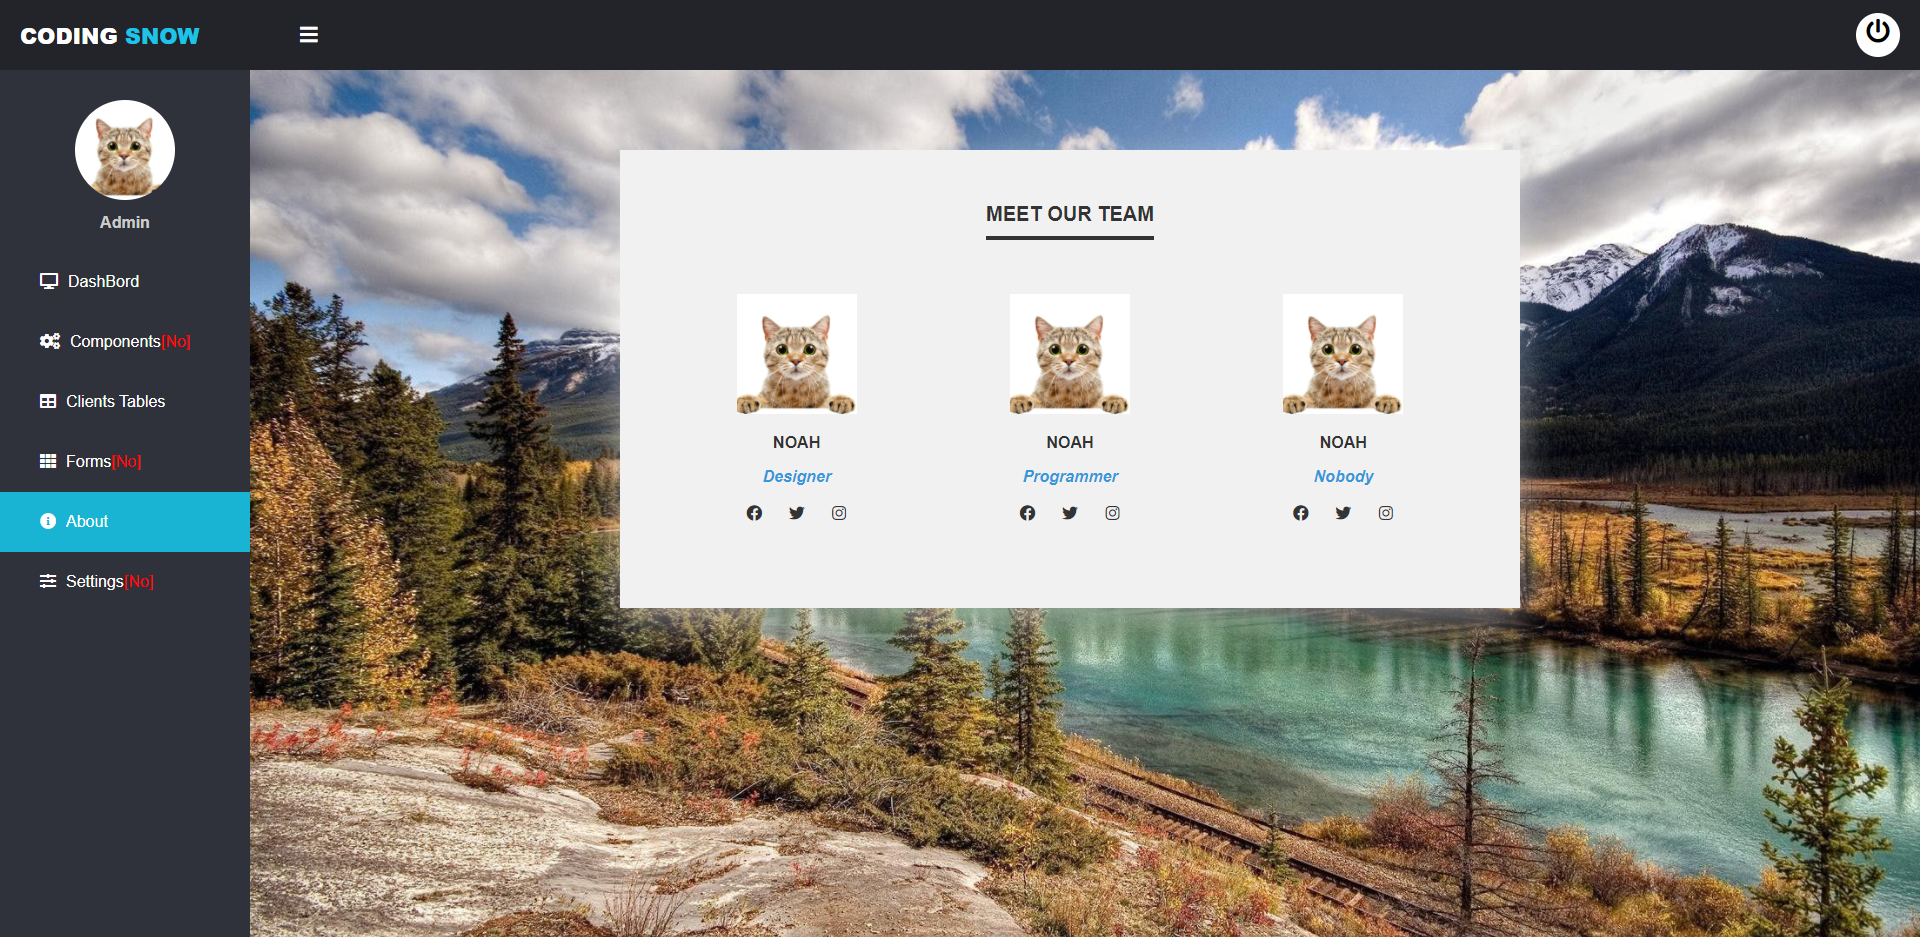 CODING SNOW
Admin
DashBord
Components[No]
Clients Tables
Forms[No]
About
Settings[No]
MEET OUR TEAM
NOAH
Designer
NOAH
Programmer
NOAH
Nobody